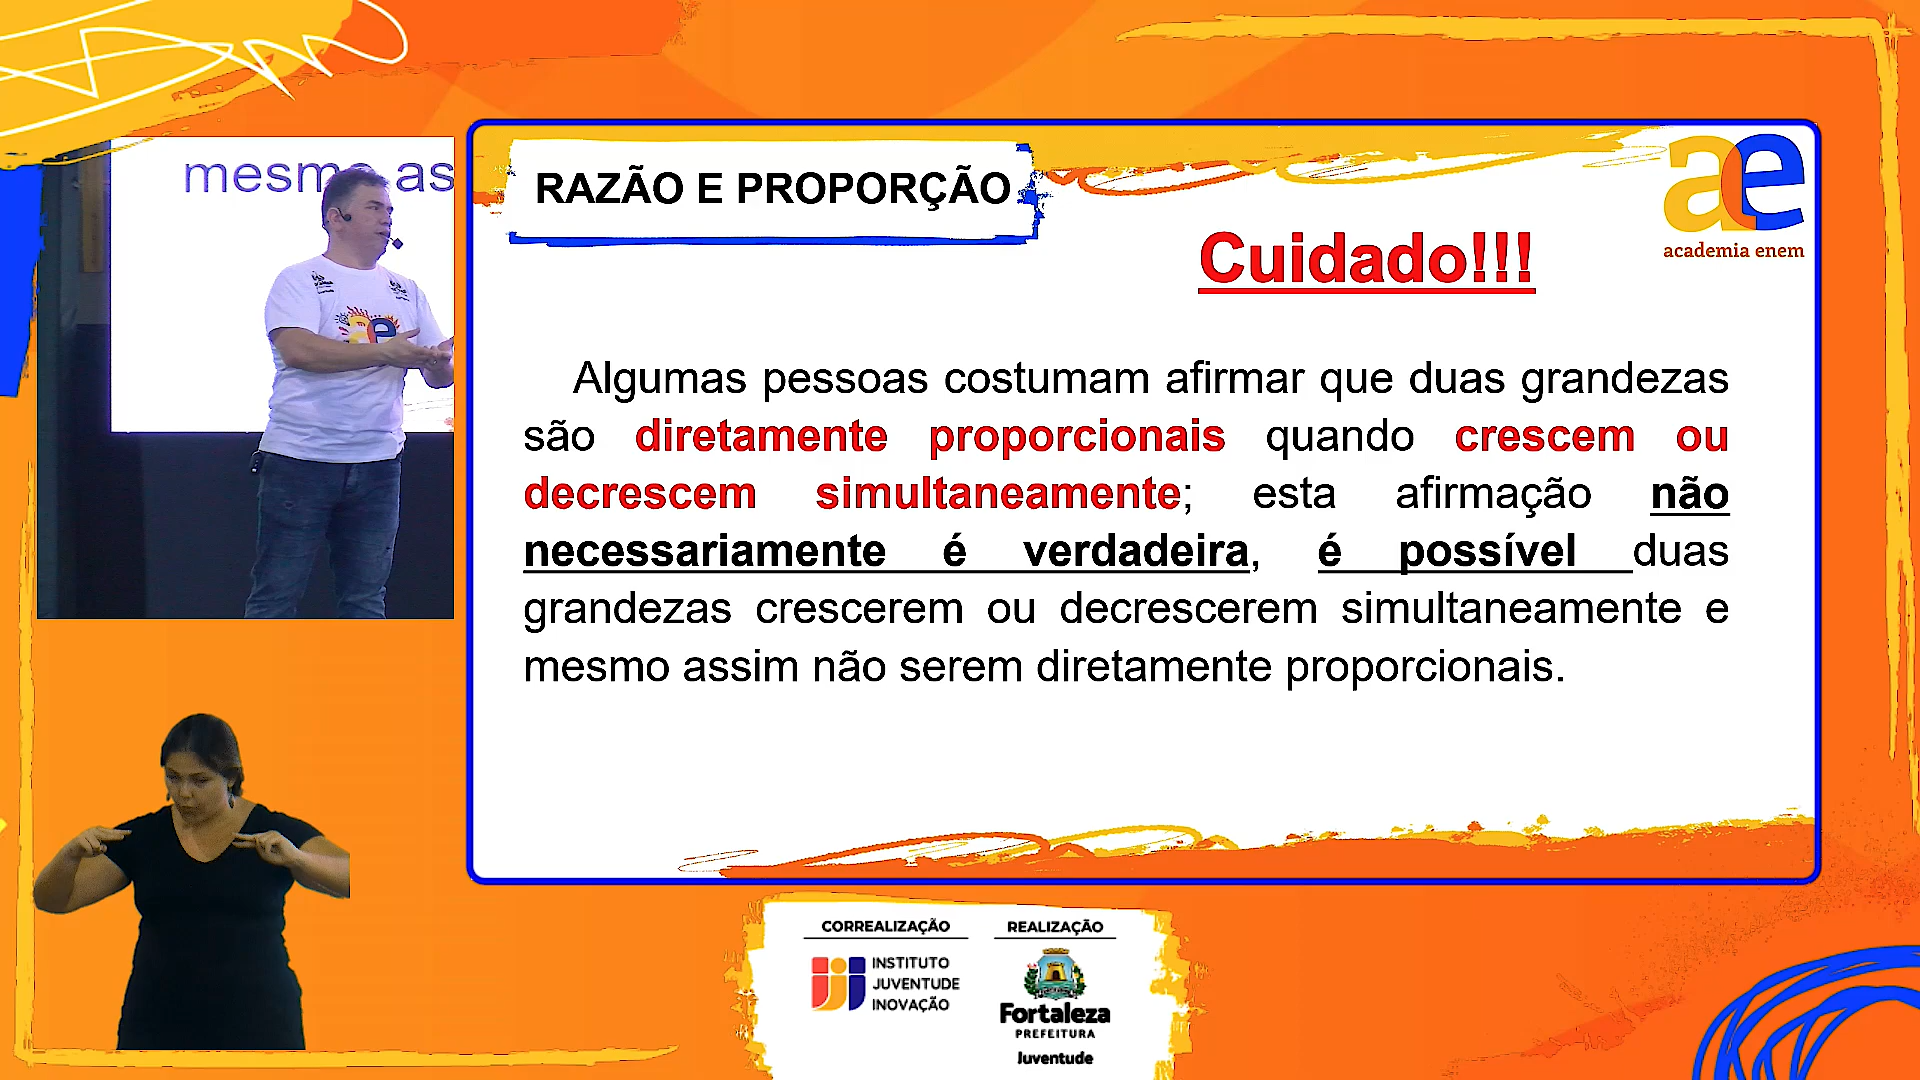 mesmo as
RAZÃO E PROPORÇÃO
ae
academia enem
Cuidado!!!
Algumas pessoas costumam afirmar que duas grandezas
são diretamente proporcionais quando crescem ou
decrescem simultaneamente; esta afirmação não
necessariamente é verdadeira, é possível duas
grandezas crescerem ou decrescerem simultaneamente e
mesmo assim não serem diretamente proporcionais.
ae
CORREALIZAÇÃO
INSTITUTO
JUVENTUDE
INOVAÇÃO
REALIZAÇÃO
Fortaleza
PREFEITURA
Juventude